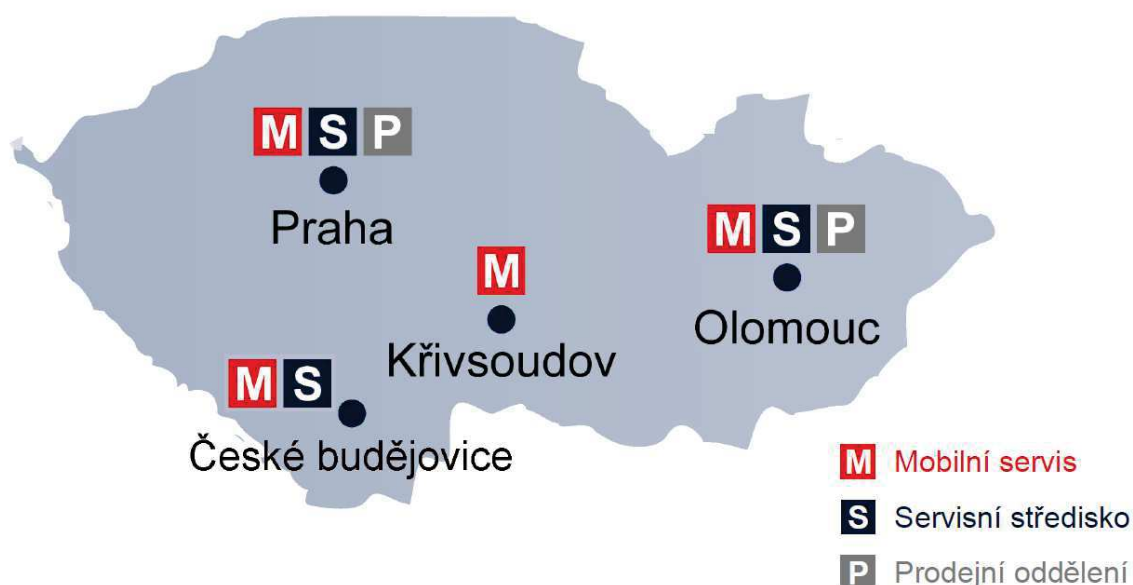 M S P
Praha
M S P
Olomouc
M
Křivsoudov
M S
České budějovice
M Mobilní servis
S Servisní středisko
P Prodejní oddělení